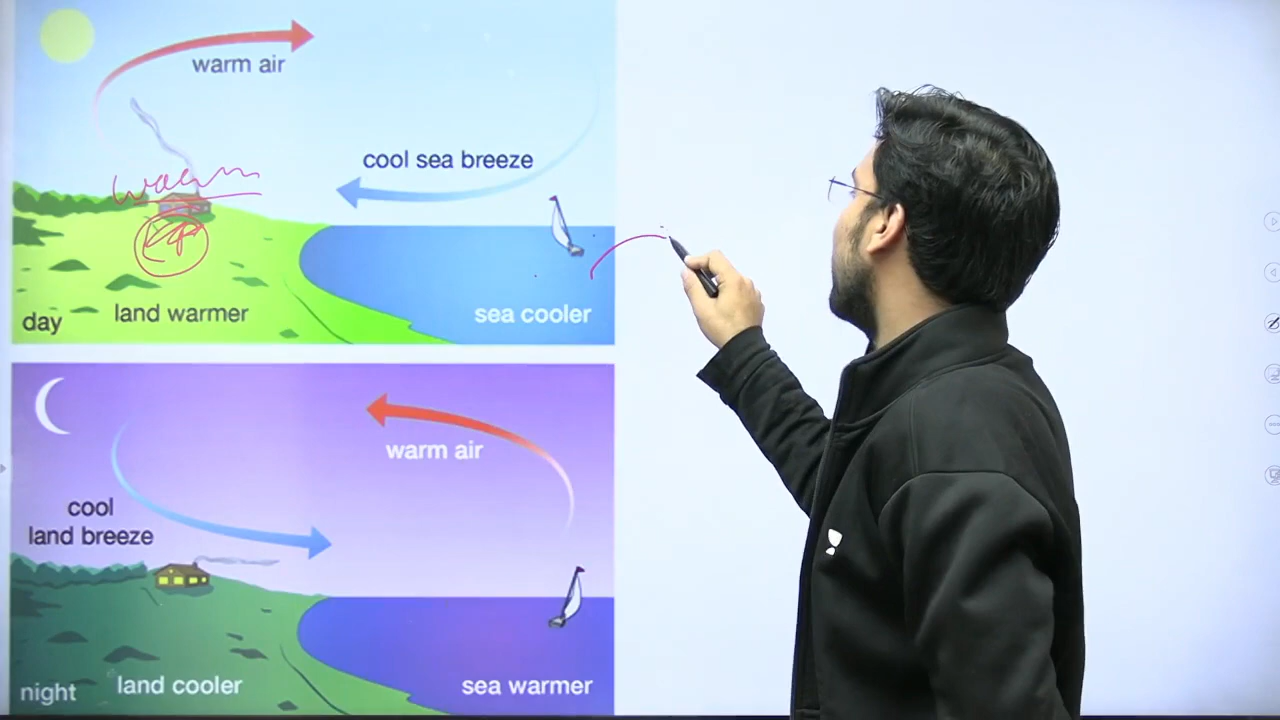 warm air
cool sea breeze
warm
land warmer
sea cooler
day
warm air
cool
land breeze
land cooler
sea warmer
night